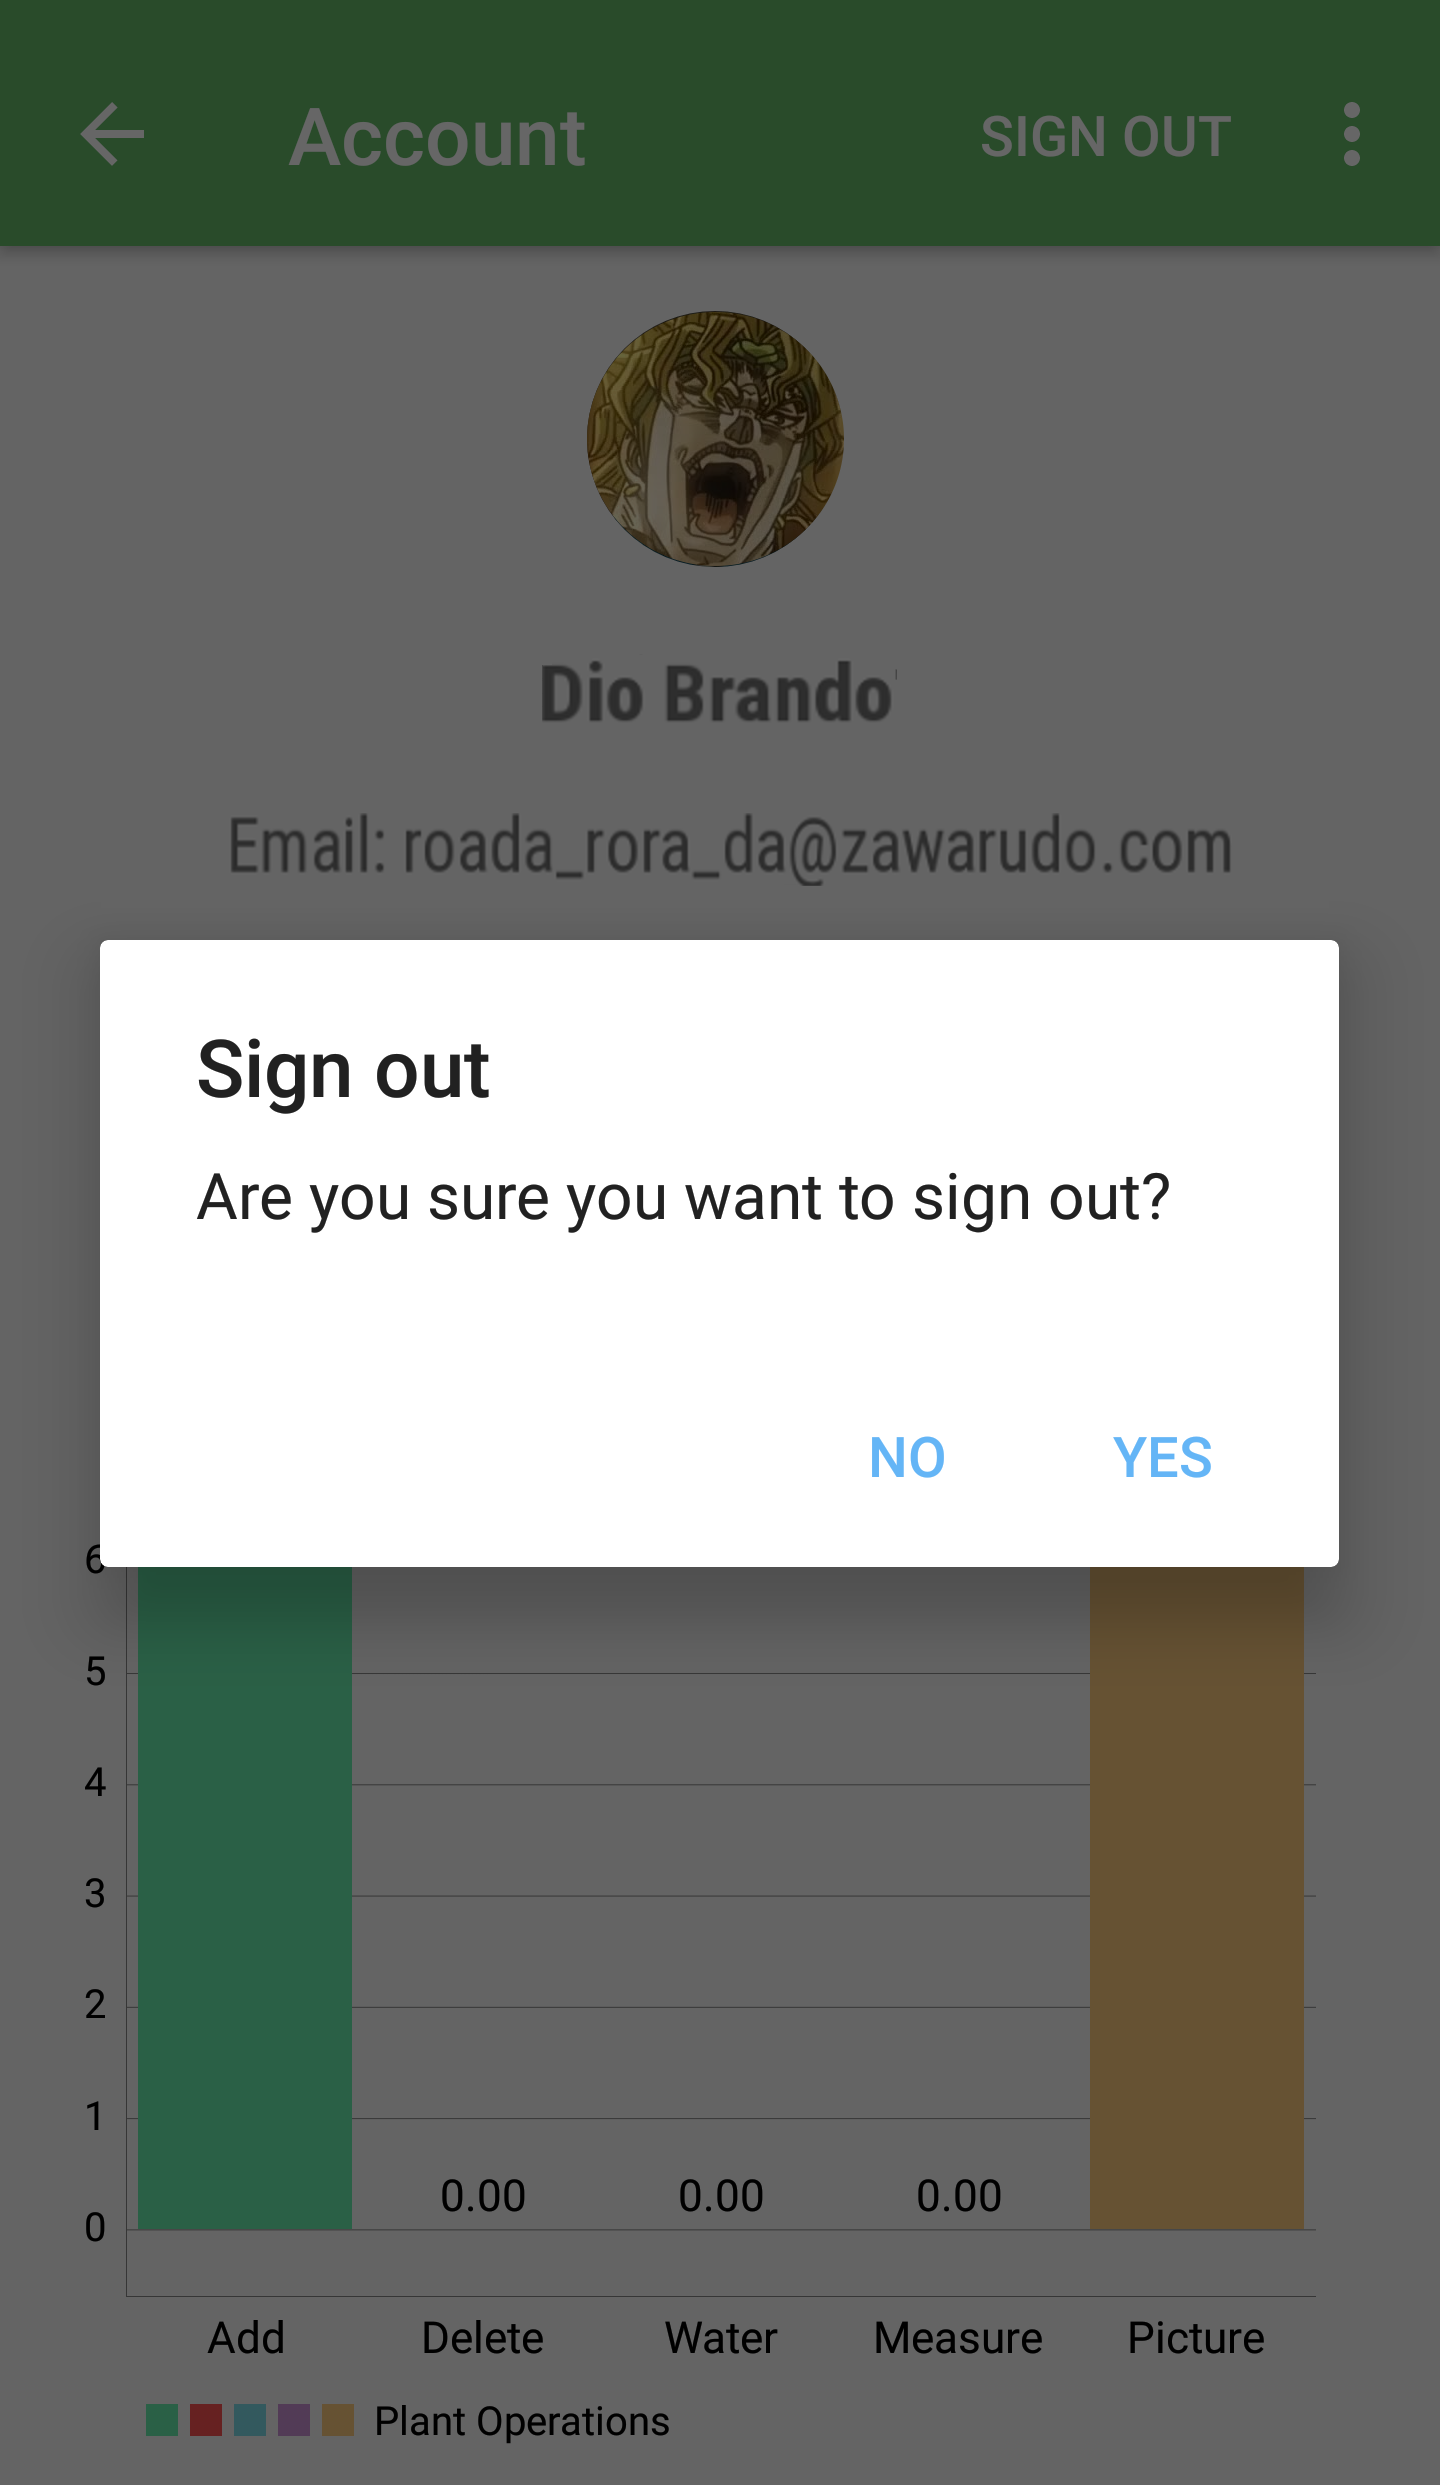 Account SIGN OUT
Dio Brando
Email: roada_rora_da@zawarudo.com
Sign out
Are you sure you want to sign out?
NO YES
6
5
4
3
2
1
0.00 0.00 0.00
0
Add Delete Water Measure Picture
Plant Operations